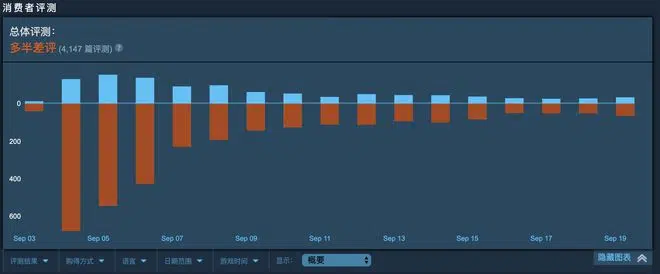 消费者评测
总体评测：
多半差评 (4,147 篇评测) ?
0
200
400
600
Sep 03 Sep 05 Sep 07 Sep 09 Sep 11 Sep 13 Sep 15 Sep 17 Sep 19
评测结果 购得方式 语言 日期范围 游戏时间 显示： 概要 隐藏图表